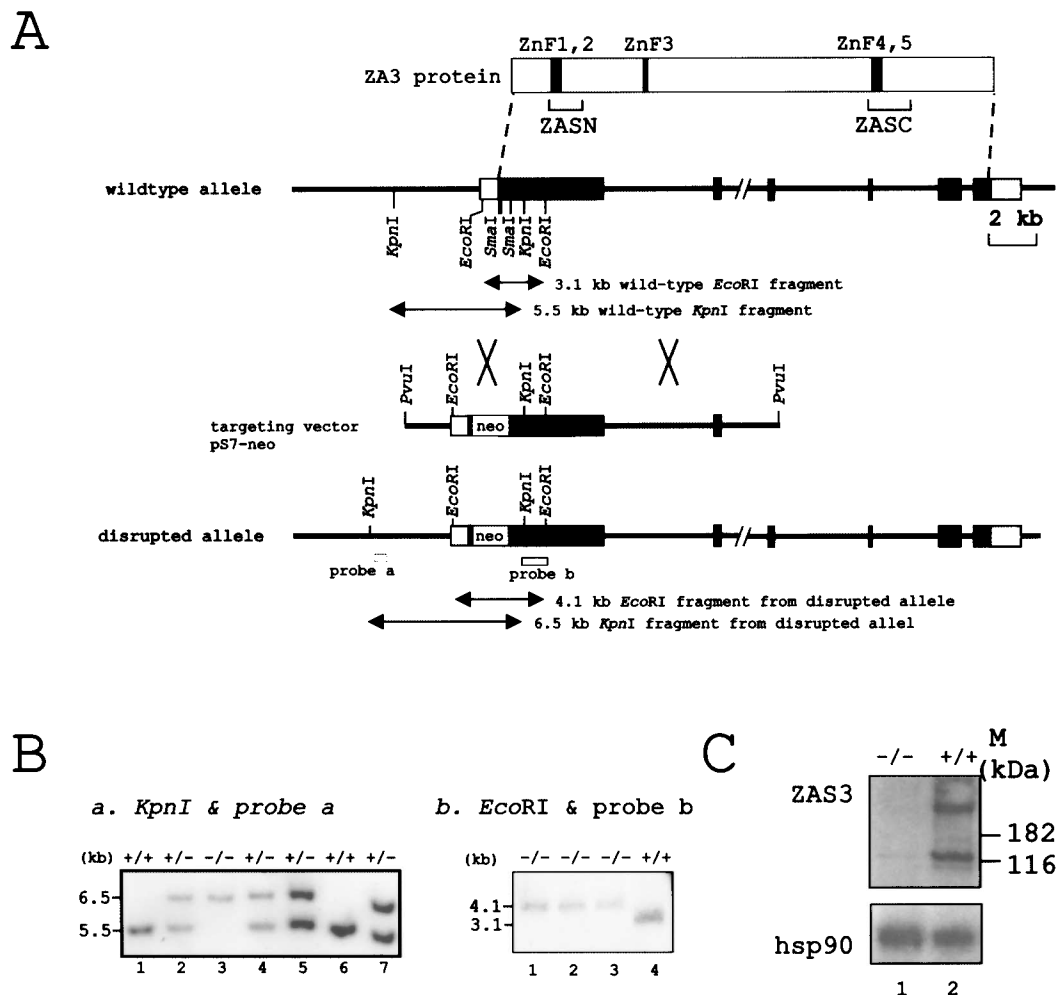 A
ZnF1,2 ZnF3 ZnF4,5
ZA3 protein
ZASN ZASC
wildtype allele
KpnI EcoRI SmaI SmaI KpnI EcoRI
2 kb
3.1 kb wild-type EcoRI fragment
5.5 kb wild-type KpnI fragment
PvuI EcoRI KpnI EcoRI PvuI
targeting vector
pS7-neo
neo
KpnI EcoRI KpnI EcoRI
disrupted allele
neo
probe a probe b
4.1 kb EcoRI fragment from disrupted allele
6.5 kb KpnI fragment from disrupted allel
B
a. KpnI & probe a
(kb) +/+ +/- -/- +/- +/- +/+ +/-
6.5
5.5
1 2 3 4 5 6 7
b. EcoRI & probe b
(kb) -/- -/- -/- +/+
4.1
3.1
1 2 3 4
C
-/- +/+ M
(kDa)
ZAS3
182
116
hsp90
1 2